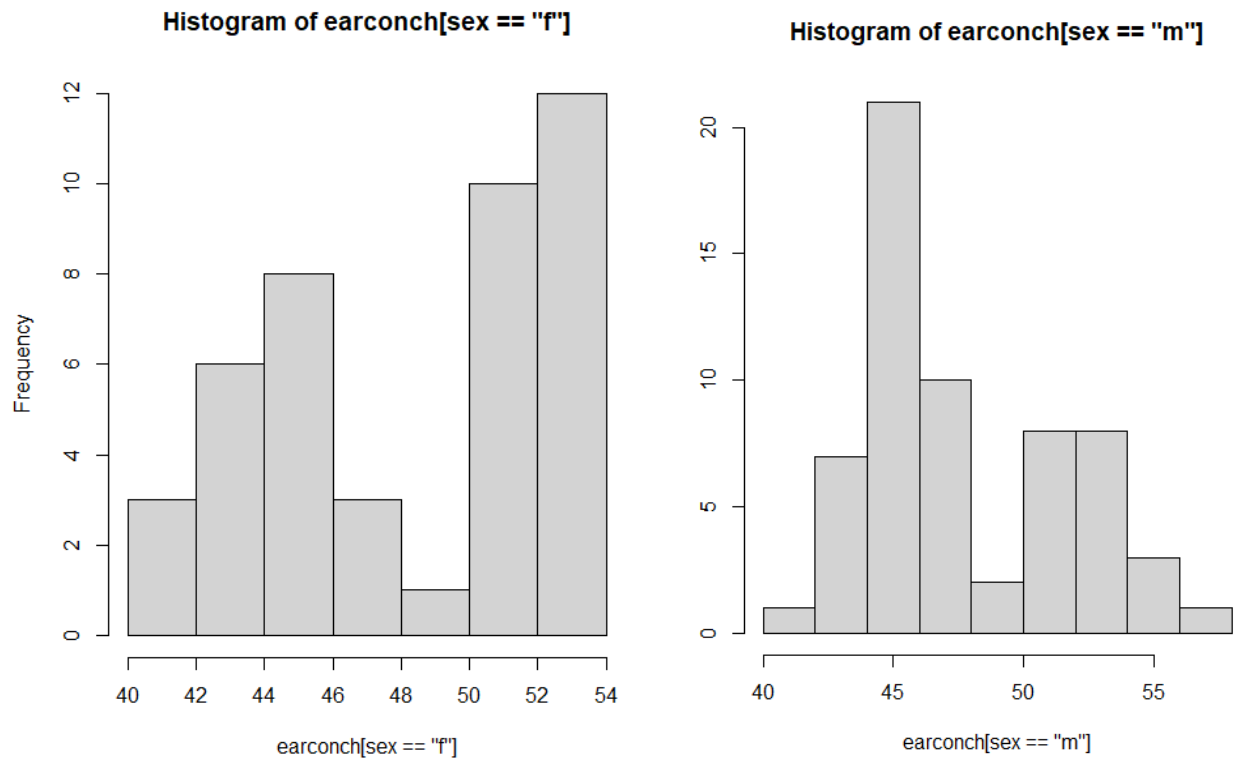 Histogram of earconch[sex == "f"]
Frequency
12
10
8
6
4
2
0
40 42 44 46 48 50 52 54
earconch[sex == "f"]
Histogram of earconch[sex == "m"]
20
15
10
5
0
40 45 50 55
earconch[sex == "m"]